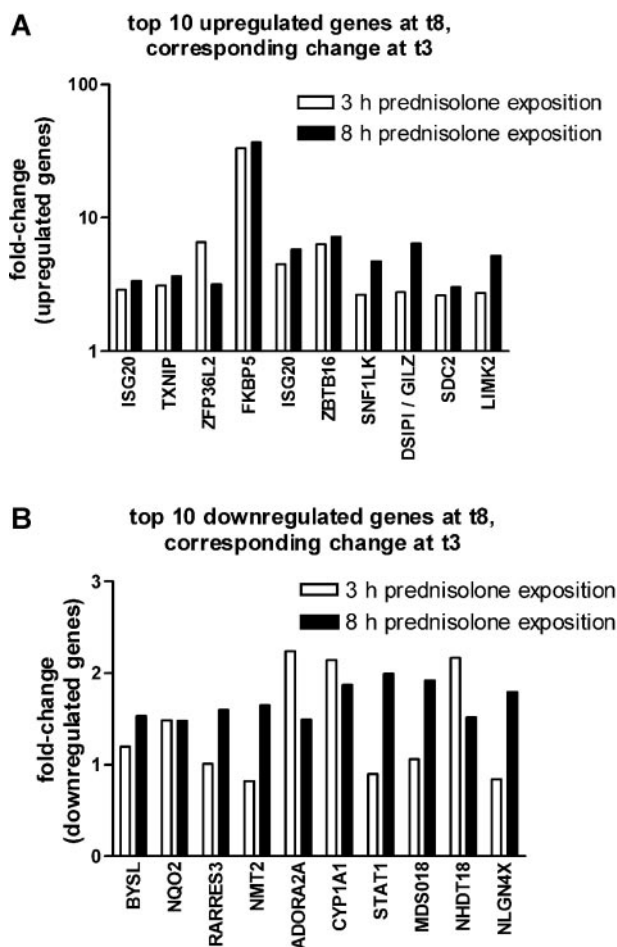 A
top 10 upregulated genes at t8,
corresponding change at t3
3 h prednisolone exposition
8 h prednisolone exposition
fold-change
(upregulated genes)
100
10
1
ISG20
TXNIP
ZFP36L2
FKBP5
ISG20
ZBTB16
SNF1LK
DSIPI / GILZ
SDC2
LIMK2
B
top 10 downregulated genes at t8,
corresponding change at t3
3 h prednisolone exposition
8 h prednisolone exposition
fold-change
(downregulated genes)
3
2
1
0
BYSL
NQO2
RARRES3
NMT2
ADORA2A
CYP1A1
STAT1
MDS018
NHDT18
NLGN4X